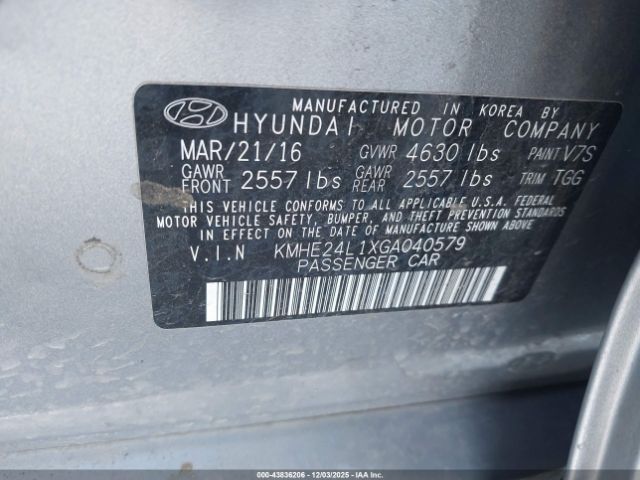 MANUFACTURED IN KOREA BY
HYUNDAI MOTOR COMPANY
MAR/21/16 GVWR 4630 lbs PAINT V7S
GAWR FRONT 2557 lbs GAWR REAR 2557 lbs TRIM TGG
THIS VEHICLE CONFORMS TO ALL APPLICABLE FEDERAL
MOTOR VEHICLE SAFETY, BUMPER, AND THEFT PREVENTION
STANDARDS IN EFFECT ON THE DATE OF MANUFACTURE SHOWN ABOVE.
V.I.N KMHE24L1XGA040579
PASSENGER CAR
000-43836206 - 12/03/2025 - IAAI.COM